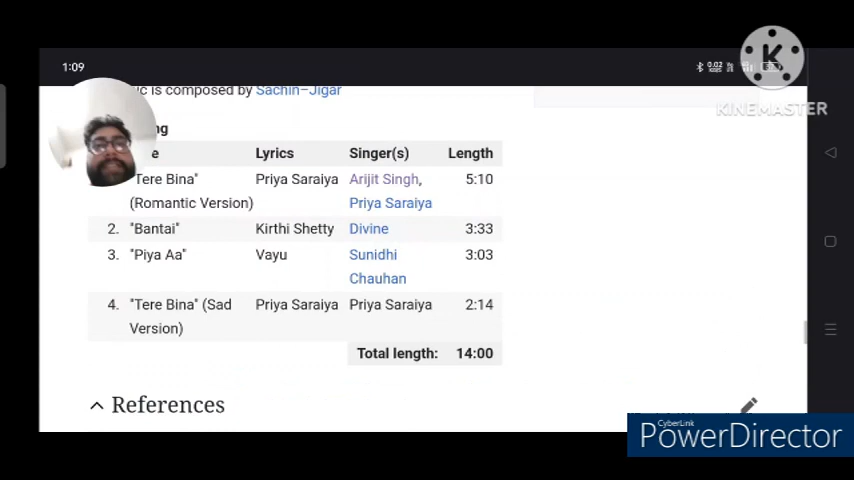 1:09
0.02
K
KINEMASTER
ic is composed by Sachin–Jigar
ng
e Lyrics Singer(s) Length
"Tere Bina" Priya Saraiya Arijit Singh, 5:10
(Romantic Version) Priya Saraiya
2. "Bantai" Kirthi Shetty Divine 3:33
3. "Piya Aa" Vayu Sunidhi 3:03
Chauhan
4. "Tere Bina" (Sad Priya Saraiya Priya Saraiya 2:14
Version)
Total length: 14:00
References
CyberLink
PowerDirector